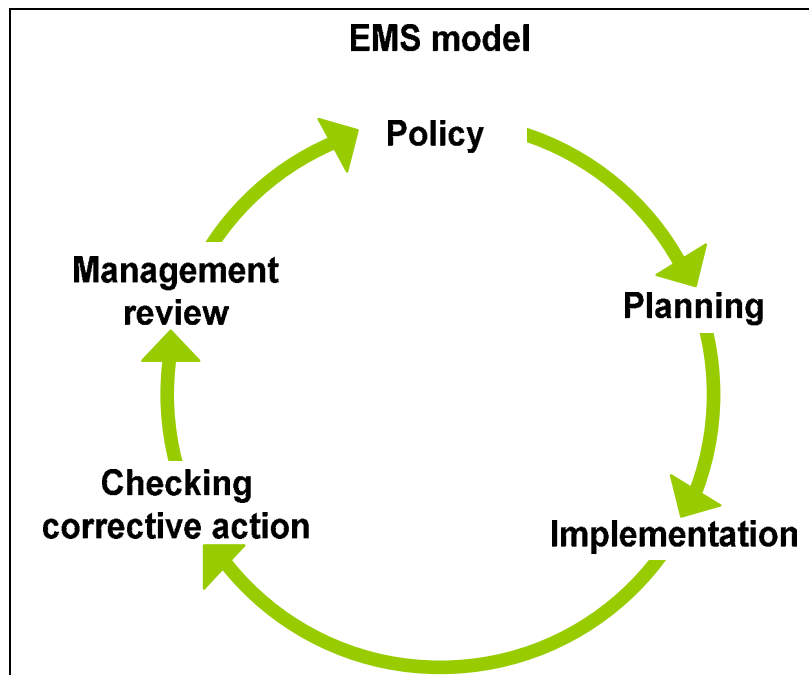 EMS model
Policy
Planning
Implementation
Checking
corrective action
Management
review